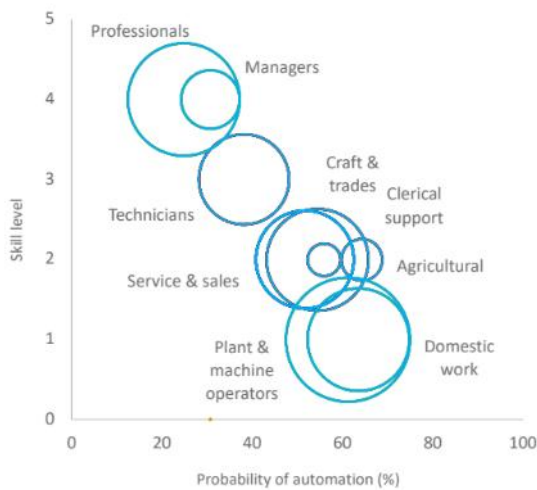 5
Professionals
Managers
4
Craft &
trades
3
Clerical
support
Technicians
2
Agricultural
Service & sales
Plant &
machine
operators
1
Domestic
work
0
Skill level
0 20 40 60 80 100
Probability of automation (%)